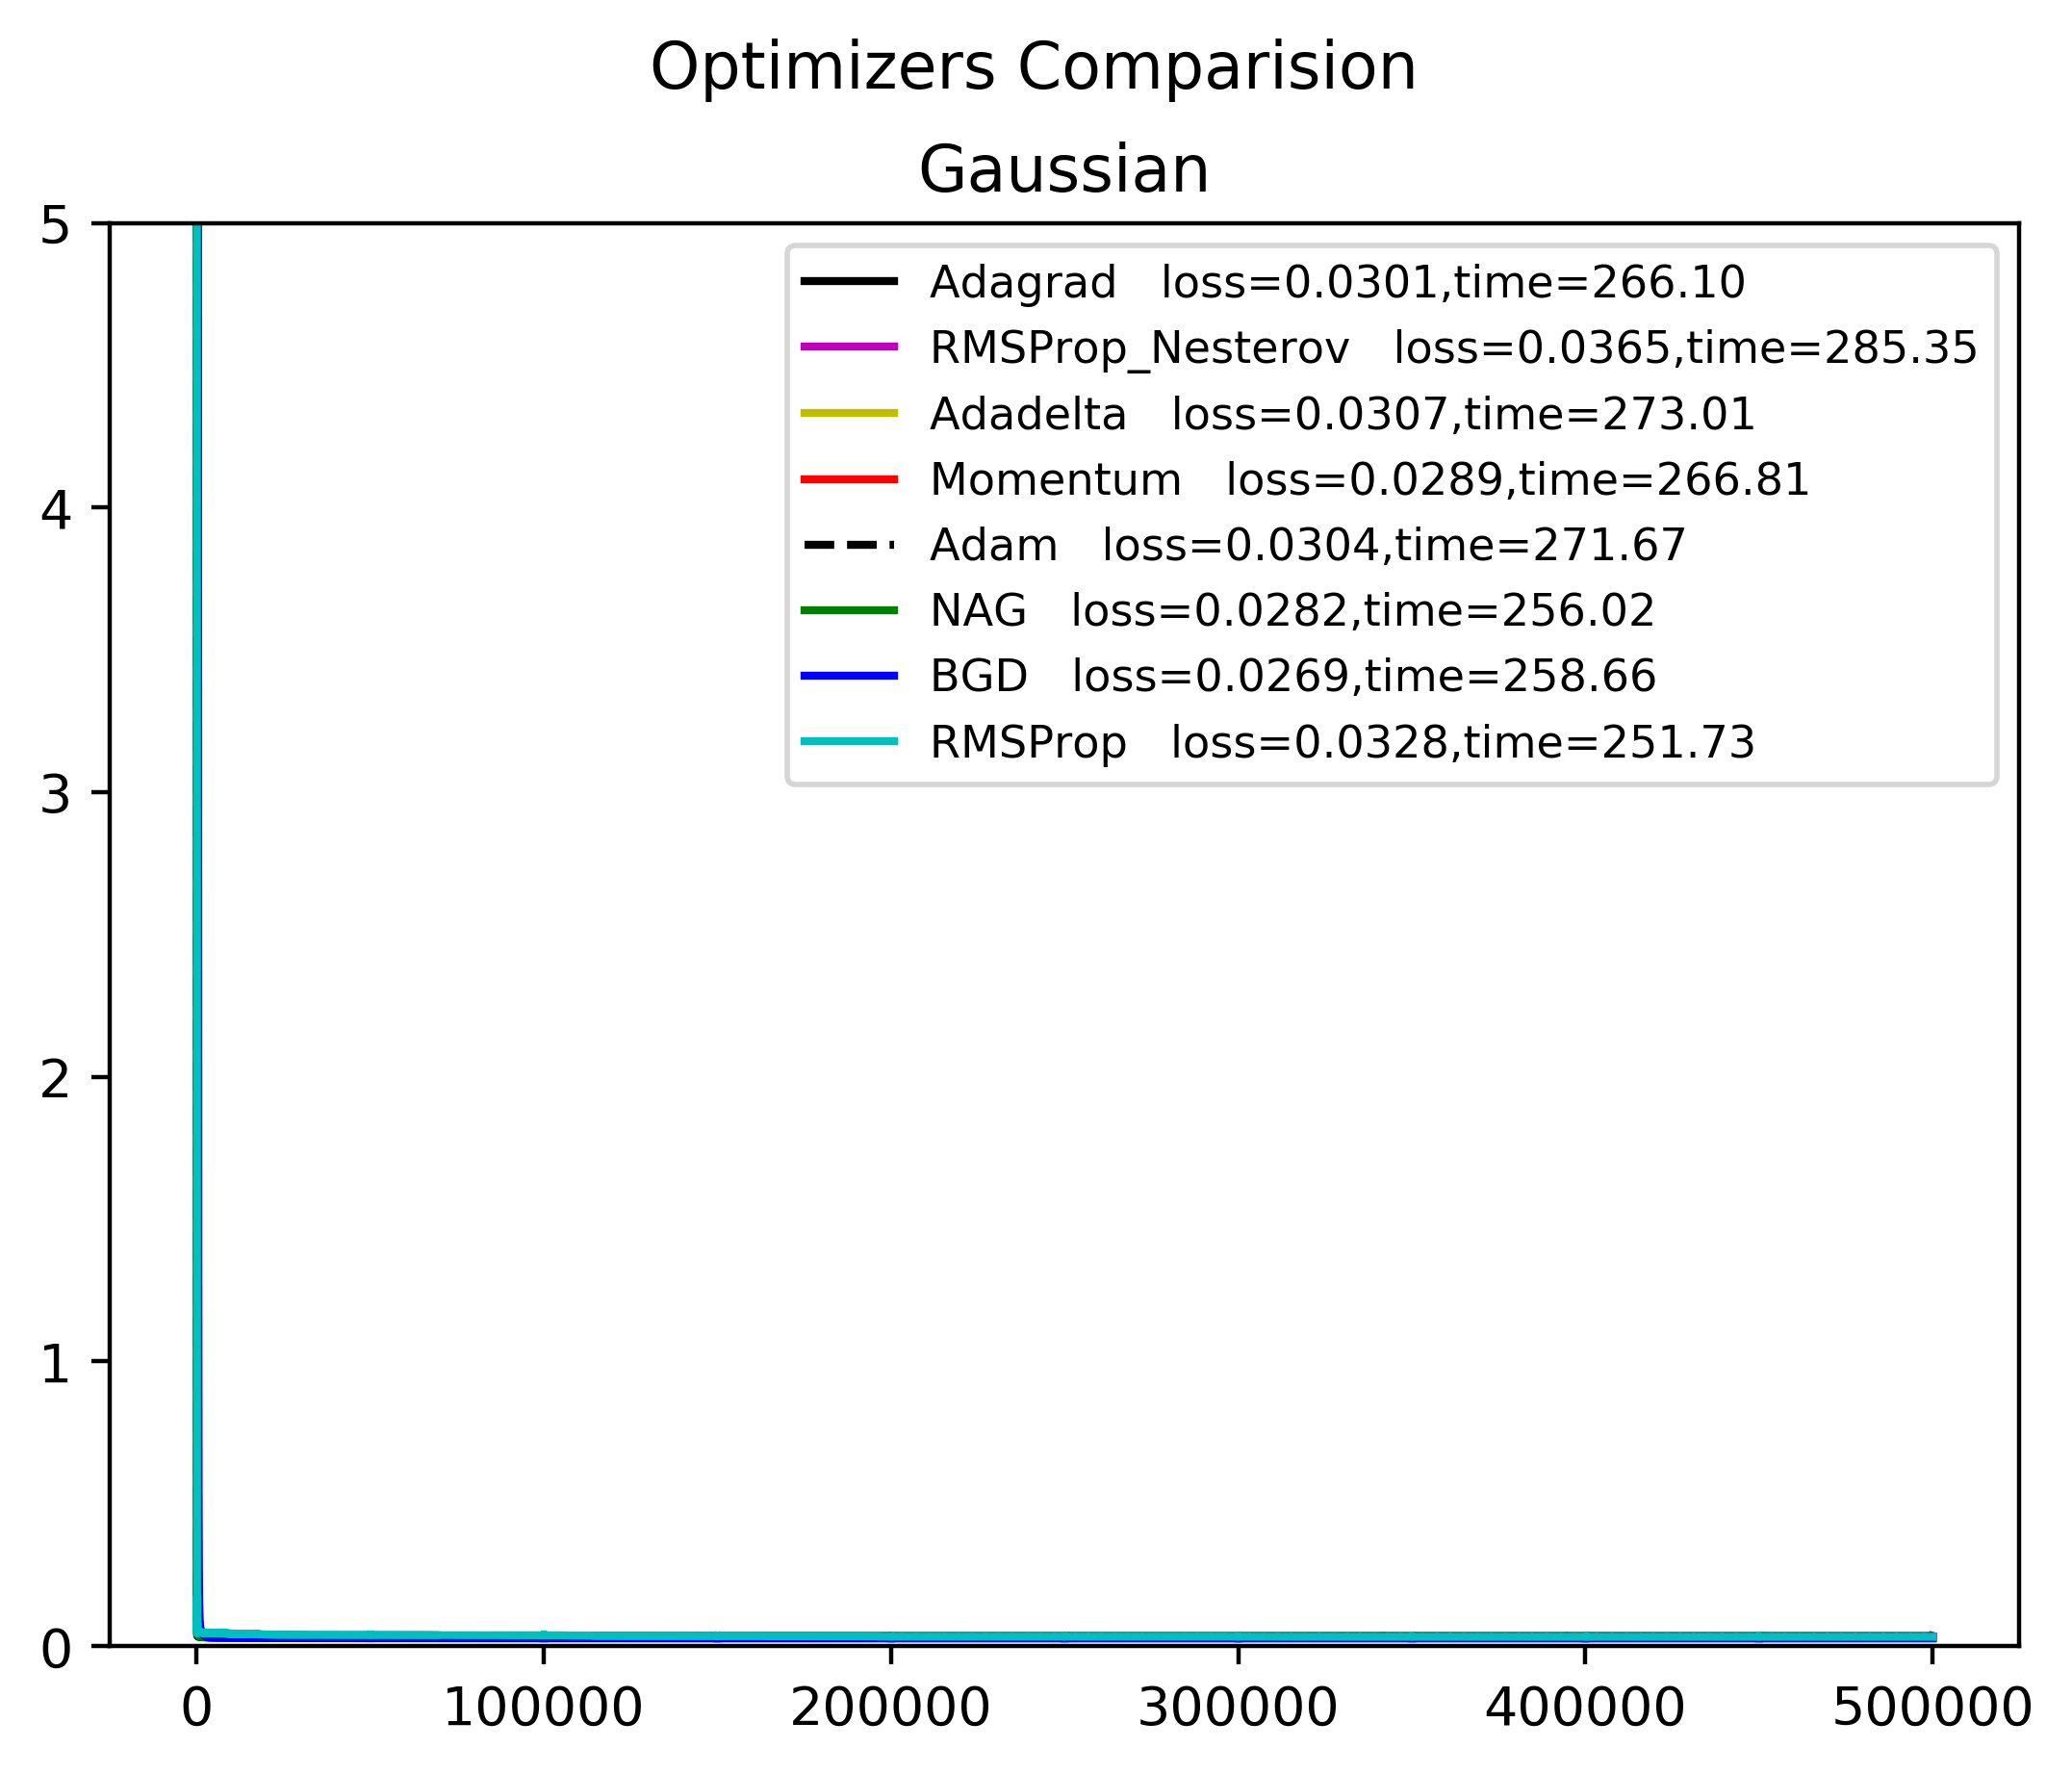 Optimizers Comparision
Gaussian
5
4
3
2
1
0
Adagrad   loss=0.0301,time=266.10
RMSProp_Nesterov   loss=0.0365,time=285.35
Adadelta   loss=0.0307,time=273.01
Momentum   loss=0.0289,time=266.81
Adam   loss=0.0304,time=271.67
NAG   loss=0.0282,time=256.02
BGD   loss=0.0269,time=258.66
RMSProp   loss=0.0328,time=251.73
0 100000 200000 300000 400000 500000